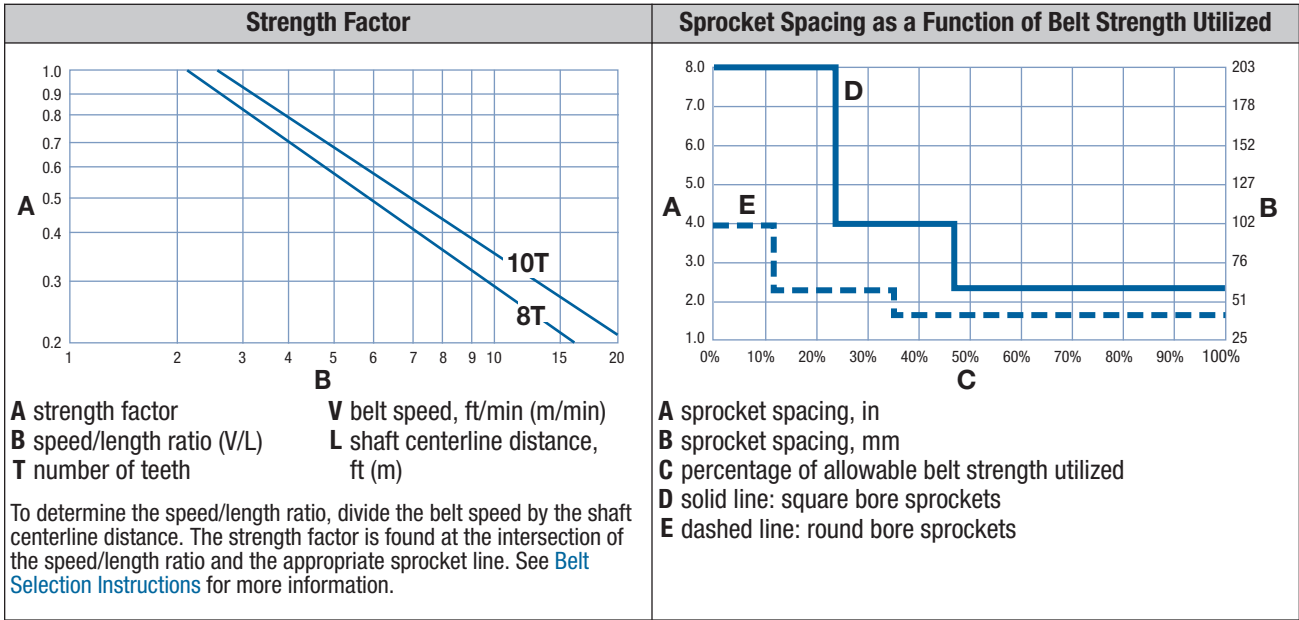 Strength Factor
1.0
0.9
0.8
0.7
0.6
0.5
0.4
0.3
0.2
A
10T
8T
1 2 3 4 5 6 7 8 9 10 15 20
B
A strength factor
B speed/length ratio (V/L)
T number of teeth
V belt speed, ft/min (m/min)
L shaft centerline distance,
ft (m)
To determine the speed/length ratio, divide the belt speed by the shaft
centerline distance. The strength factor is found at the intersection of
the speed/length ratio and the appropriate sprocket line. See Belt
Selection Instructions for more information.
Sprocket Spacing as a Function of Belt Strength Utilized
8.0
7.0
6.0
5.0
4.0
3.0
2.0
1.0
A
D
E
203
178
152
127
102
76
51
25
B
0% 10% 20% 30% 40% 50% 60% 70% 80% 90% 100%
C
A sprocket spacing, in
B sprocket spacing, mm
C percentage of allowable belt strength utilized
D solid line: square bore sprockets
E dashed line: round bore sprockets